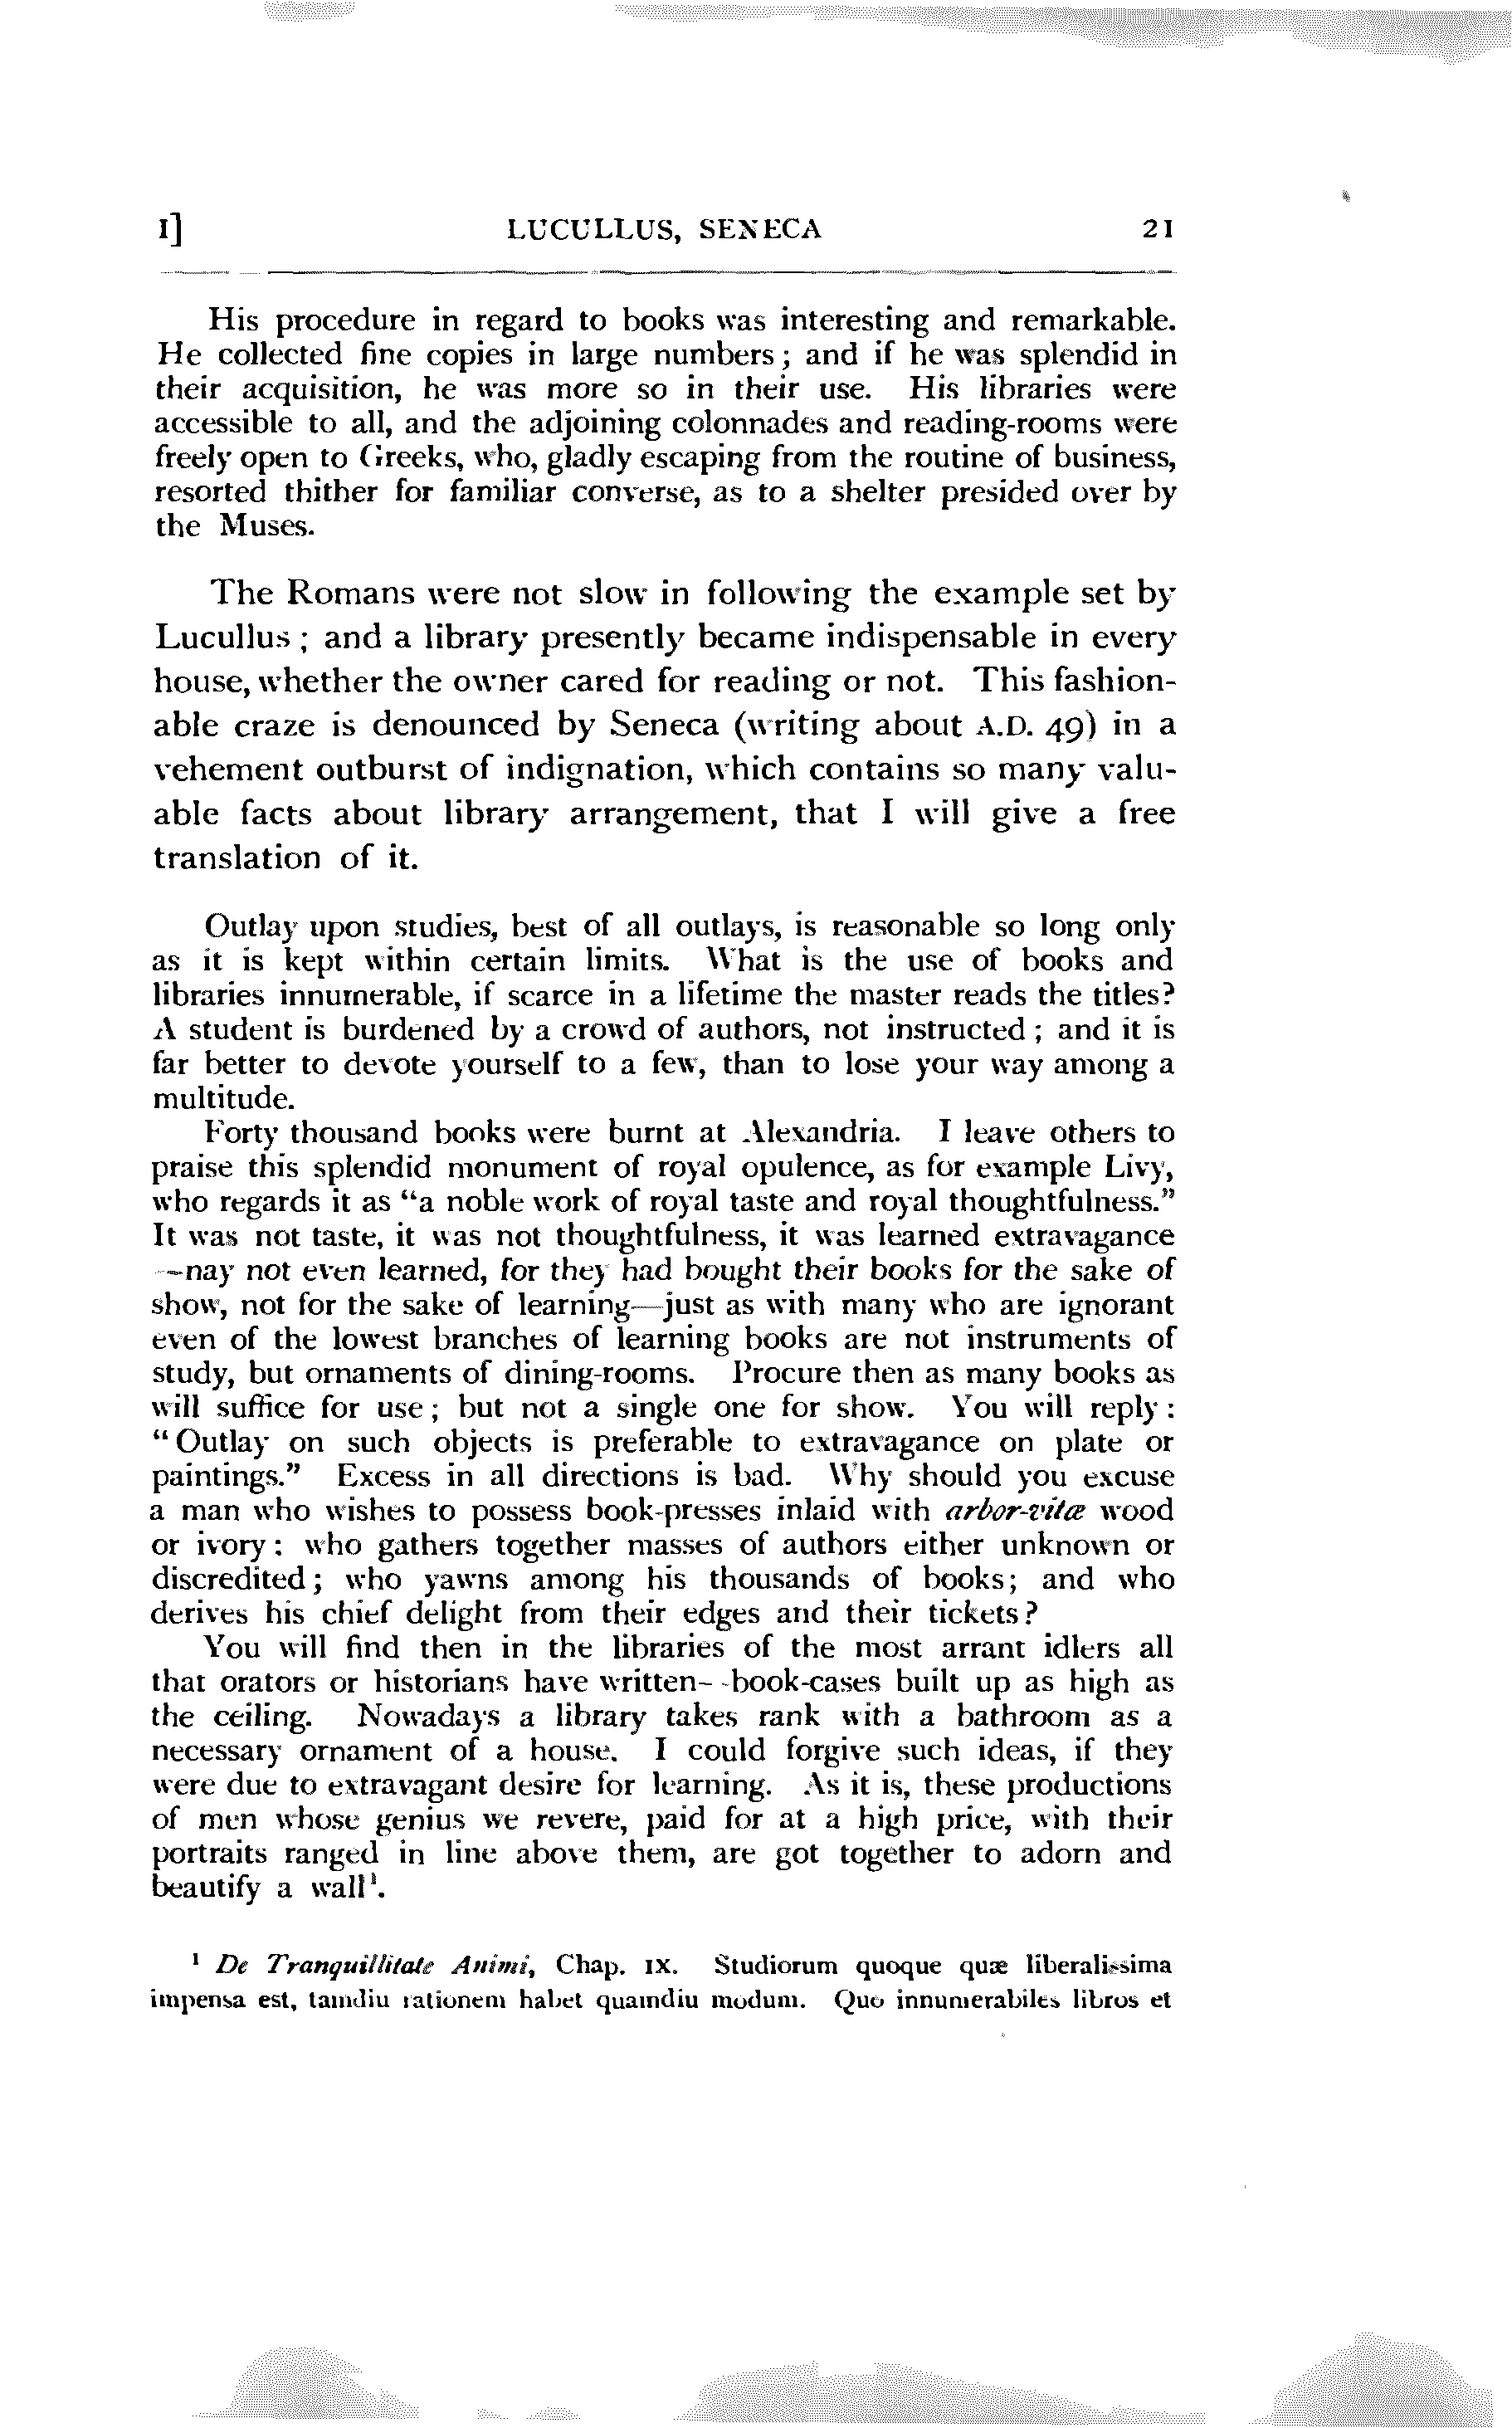 I] LUCULLUS, SENECA 21
His procedure in regard to books was interesting and remarkable.
He collected fine copies in large numbers; and if he was splendid in
their acquisition, he was more so in their use. His libraries were
accessible to all, and the adjoining colonnades and reading-rooms were
freely open to Greeks, who, gladly escaping from the routine of business,
resorted thither for familiar converse, as to a shelter presided over by
the Muses.
The Romans were not slow in following the example set by
Lucullus; and a library presently became indispensable in every
house, whether the owner cared for reading or not. This fashion-
able craze is denounced by Seneca (writing about A.D. 49) in a
vehement outburst of indignation, which contains so many valu-
able facts about library arrangement, that I will give a free
translation of it.
Outlay upon studies, best of all outlays, is reasonable so long only
as it is kept within certain limits. What is the use of books and
libraries innumerable, if scarce in a lifetime the master reads the titles?
A student is burdened by a crowd of authors, not instructed; and it is
far better to devote yourself to a few, than to lose your way among a
multitude.
Forty thousand books were burnt at Alexandria. I leave others to
praise this splendid monument of royal opulence, as for example Livy,
who regards it as "a noble work of royal taste and royal thoughtfulness."
It was not taste, it was not thoughtfulness, it was learned extravagance
—nay not even learned, for they had bought their books for the sake of
show, not for the sake of learning—just as with many who are ignorant
even of the lowest branches of learning books are not instruments of
study, but ornaments of dining-rooms. Procure then as many books as
will suffice for use; but not a single one for show. You will reply:
"Outlay on such objects is preferable to extravagance on plate or
paintings." Excess in all directions is bad. Why should you excuse
a man who wishes to possess book-presses inlaid with arbor-vitæ wood
or ivory: who gathers together masses of authors either unknown or
discredited; who yawns among his thousands of books; and who
derives his chief delight from their edges and their tickets?
You will find then in the libraries of the most arrant idlers all
that orators or historians have written—book-cases built up as high as
the ceiling. Nowadays a library takes rank with a bathroom as a
necessary ornament of a house. I could forgive such ideas, if they
were due to extravagant desire for learning. As it is, these productions
of men whose genius we revere, paid for at a high price, with their
portraits ranged in line above them, are got together to adorn and
beautify a wall¹.
¹ De Tranquillitate Animi, Chap. IX. Studiorum quoque quæ liberalissima
impensa est, tamdiu rationem habet quamdiu modum. Quo innumerabiles libros et